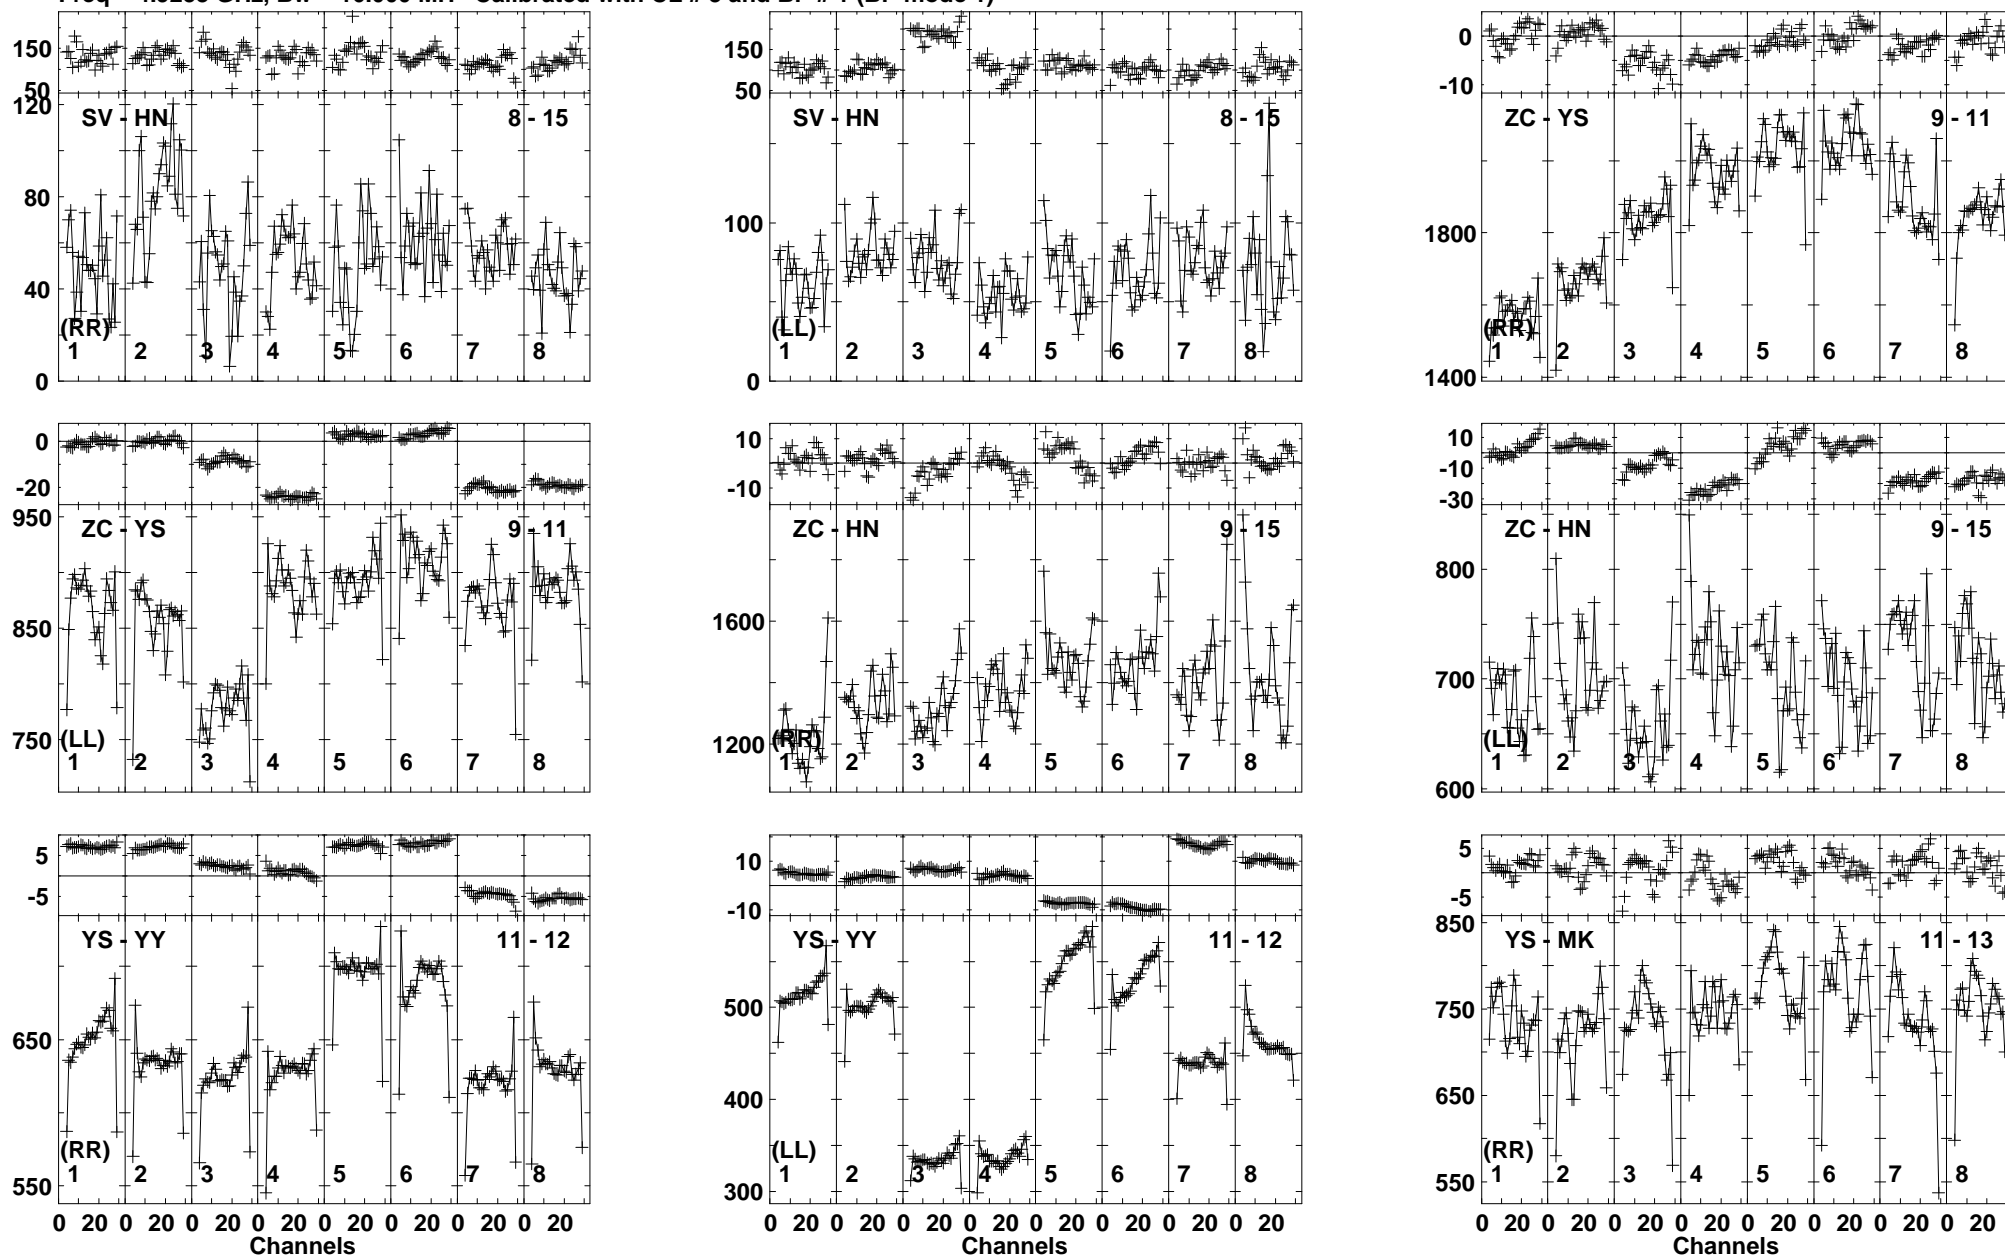 150 50 150 50 0 -10
120 80 40 0 SV - HN 8 - 15 (RR) 1 2 3 4 5 6 7 8
100 0 SV - HN 8 - 15 (LL) 1 2 3 4 5 6 7 8
1800 1400 ZC - YS 9 - 11 (RR) 1 2 3 4 5 6 7 8
0 -20 10 0 -10 10 -10 -30
950 850 750 ZC - YS 9 - 11 (LL) 1 2 3 4 5 6 7 8
1600 1200 ZC - HN 9 - 15 (RR) 1 2 3 4 5 6 7 8
800 700 600 ZC - HN 9 - 15 (LL) 1 2 3 4 5 6 7 8
5 -5 10 -10 5 -5
650 550 YS - YY 11 - 12 (RR) 1 2 3 4 5 6 7 8
500 400 300 YS - YY 11 - 12 (LL) 1 2 3 4 5 6 7 8
850 750 650 550 YS - MK 11 - 13 (RR) 1 2 3 4 5 6 7 8
0 20 0 20 0 20 0 20 0 20 0 20 0 20 0 20
Channels
0 20 0 20 0 20 0 20 0 20 0 20 0 20 0 20
Channels
0 20 0 20 0 20 0 20 0 20 0 20 0 20 0 20
Channels